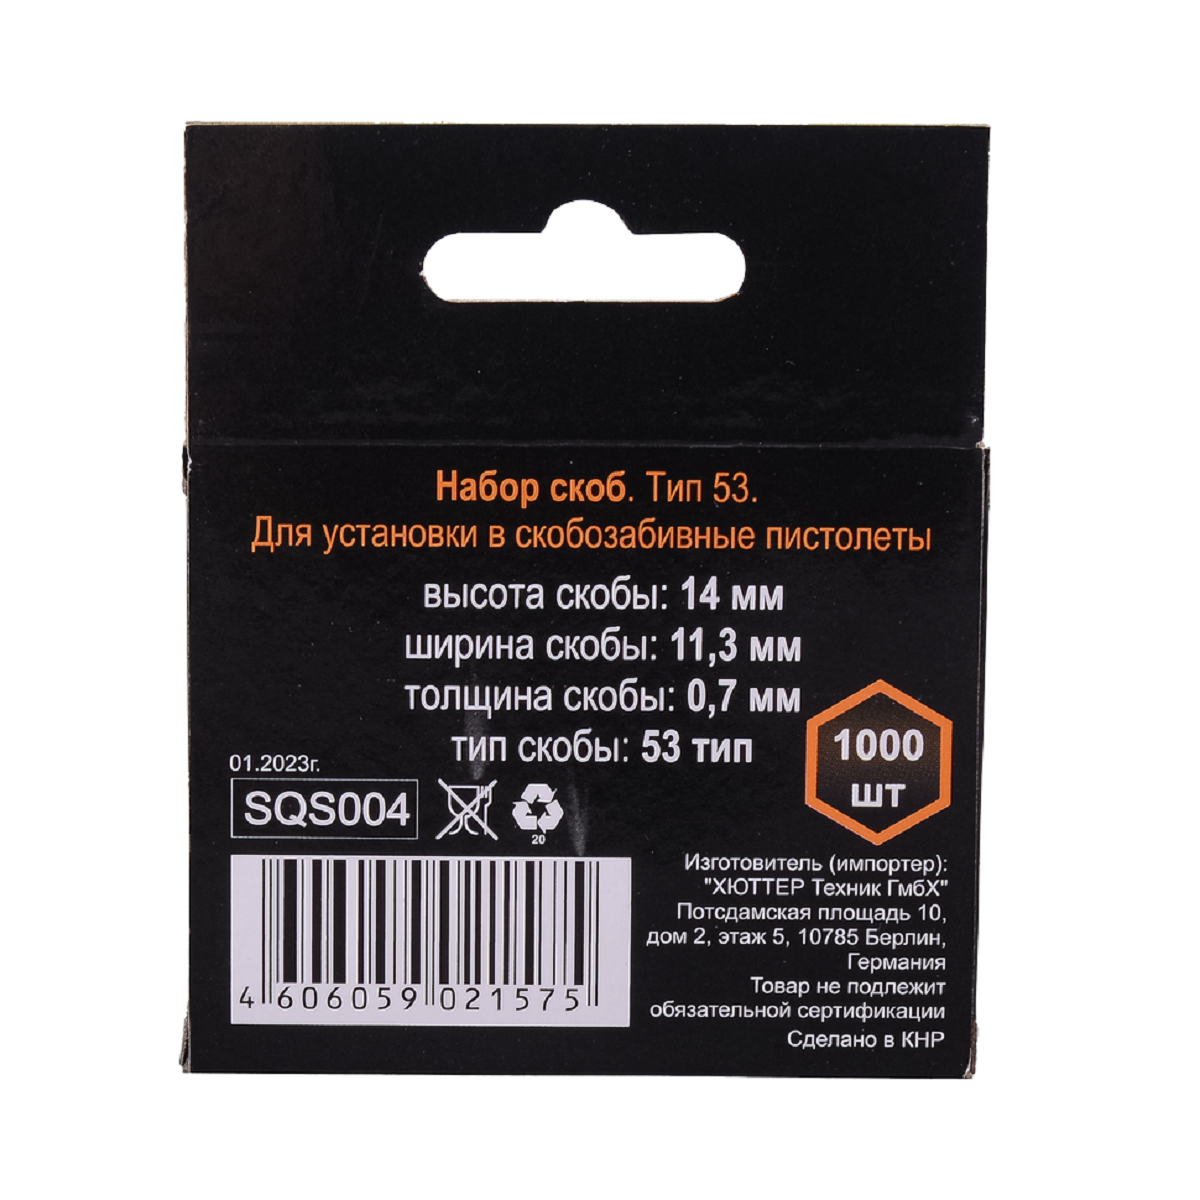 Набор скоб. Тип 53.
Для установки в скобозабивные пистолеты
высота скобы: 14 мм
ширина скобы: 11,3 мм
толщина скобы: 0,7 мм
тип скобы: 53 тип
1000
шт
01.2023г.
SQS004
20
4 606059 021575
Изготовитель (импортер):
"ХЮТТЕР Техник ГмбХ"
Потсдамская площадь 10,
дом 2, этаж 5, 10785 Берлин,
Германия
Товар не подлежит
обязательной сертификации
Сделано в КНР